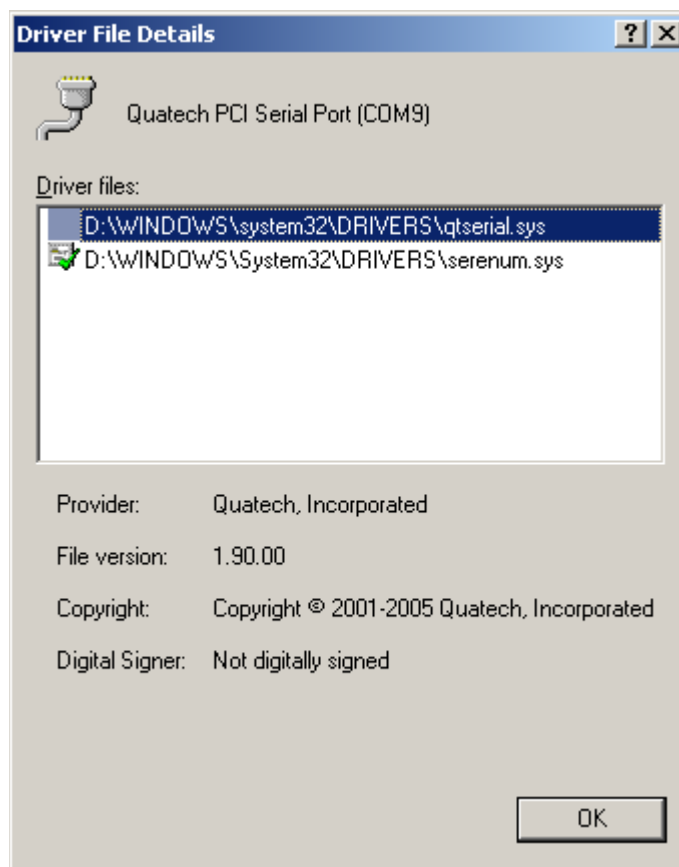 Driver File Details
Quatech PCI Serial Port (COM9)
Driver files:
D:\WINDOWS\system32\DRIVERS\qtserial.sys
D:\WINDOWS\System32\DRIVERS\serenum.sys
Provider: Quatech, Incorporated
File version: 1.90.00
Copyright: Copyright © 2001-2005 Quatech, Incorporated
Digital Signer: Not digitally signed
OK